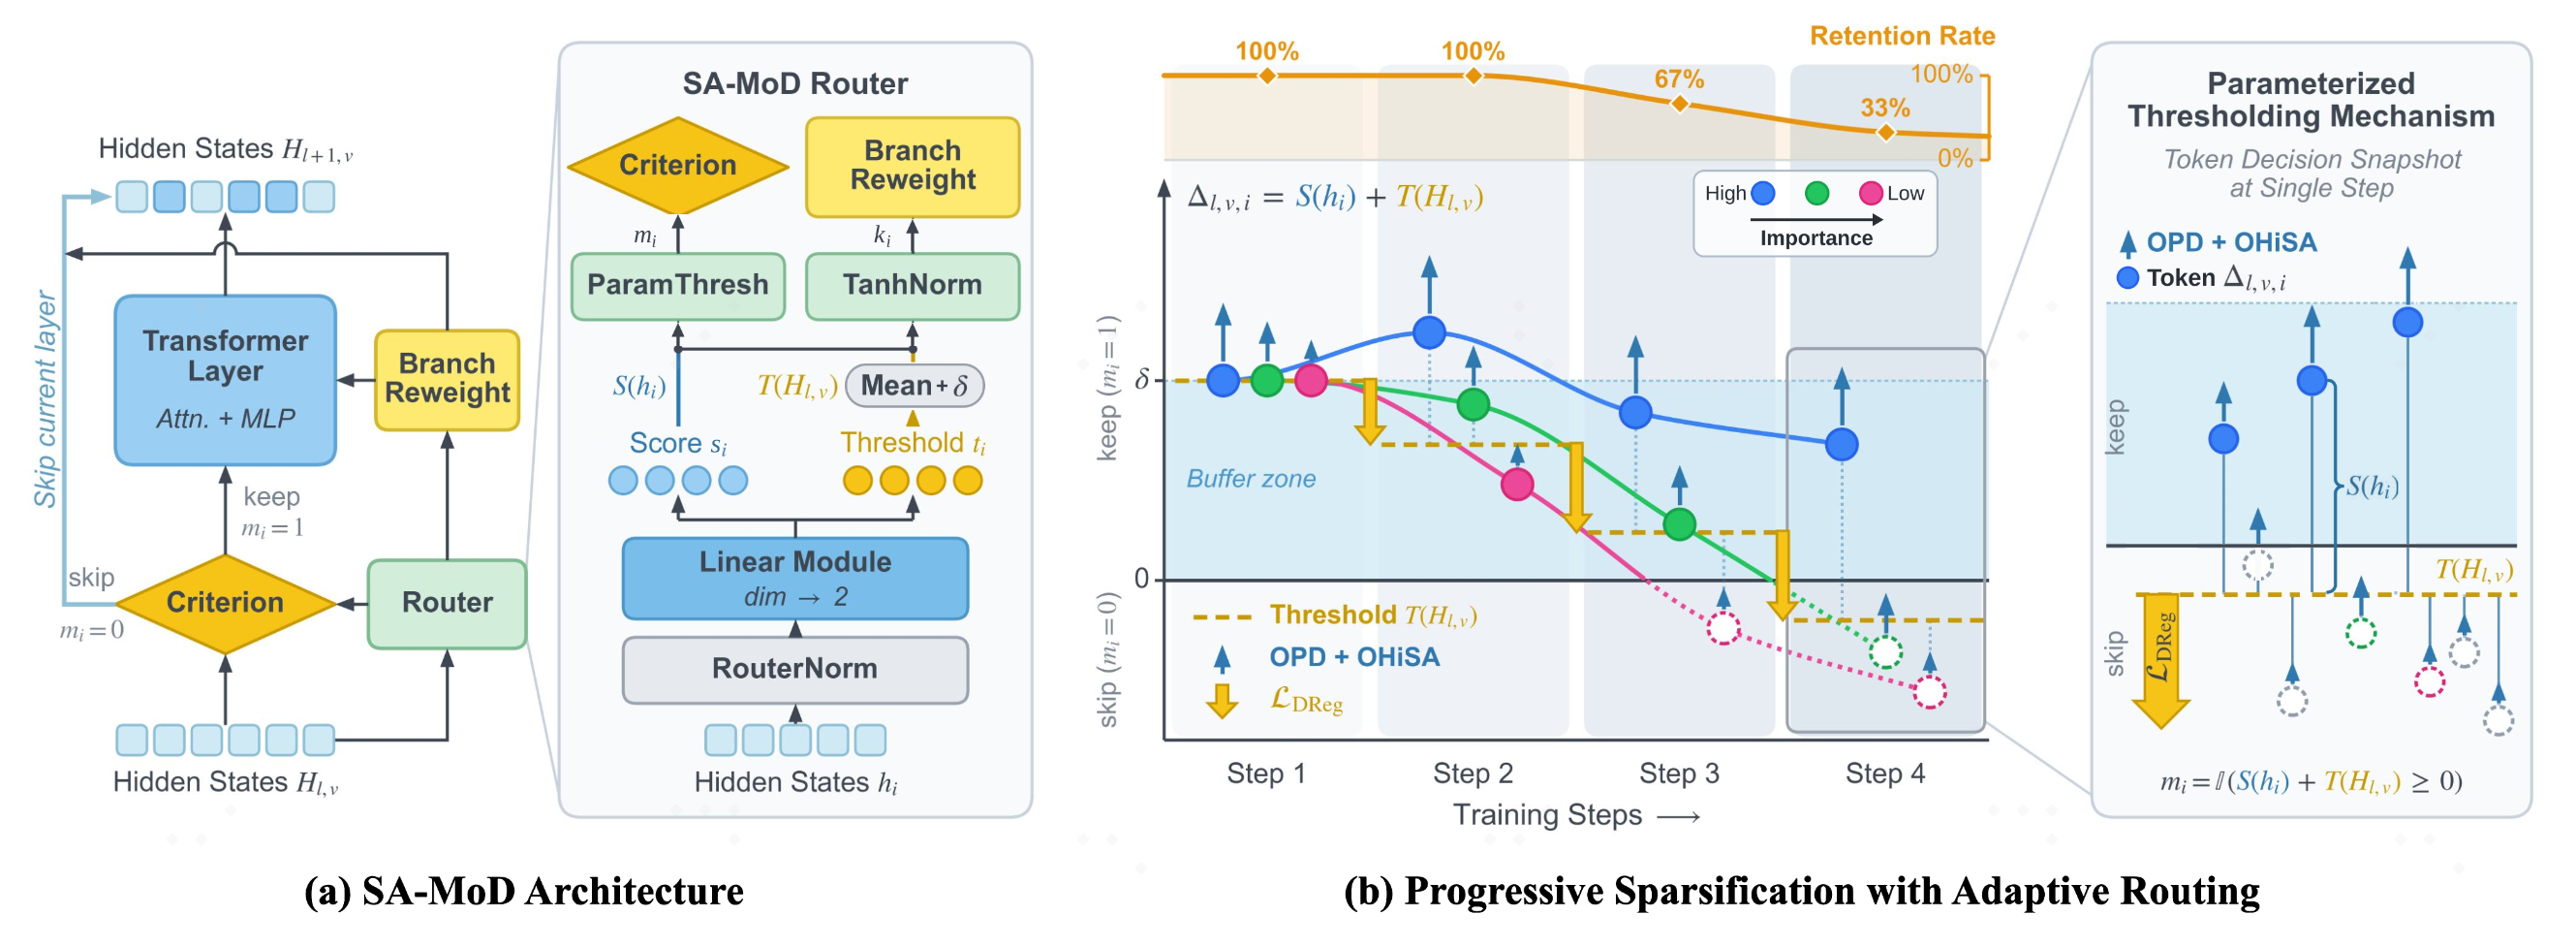 Hidden States H_{l+1,v}
Skip current layer
Transformer
Layer
Attn. + MLP
Branch
Reweight
keep
m_i = 1
skip
m_i = 0
Criterion
Router
Hidden States H_{l,v}
SA-MoD Router
Criterion
Branch
Reweight
m_i
k_i
ParamThresh
TanhNorm
S(h_i)
T(H_{l,v})
Mean + δ
Score s_i
Threshold t_i
Linear Module
dim → 2
RouterNorm
Hidden States h_i
(a) SA-MoD Architecture
Retention Rate
100%
100%
67%
33%
100%
0%
Δ_{l,v,i} = S(h_i) + T(H_{l,v})
High
Low
Importance
keep (m_i = 1)
δ
Buffer zone
0
skip (m_i = 0)
Threshold T(H_{l,v})
OPD + OHiSA
ℒ_DReg
Step 1
Step 2
Step 3
Step 4
Training Steps →
Parameterized
Thresholding Mechanism
Token Decision Snapshot
at Single Step
OPD + OHiSA
Token Δ_{l,v,i}
keep
S(h_i)
T(H_{l,v})
skip
ℒ_DReg
m_i = 𝕀(S(h_i) + T(H_{l,v}) ≥ 0)
(b) Progressive Sparsification with Adaptive Routing